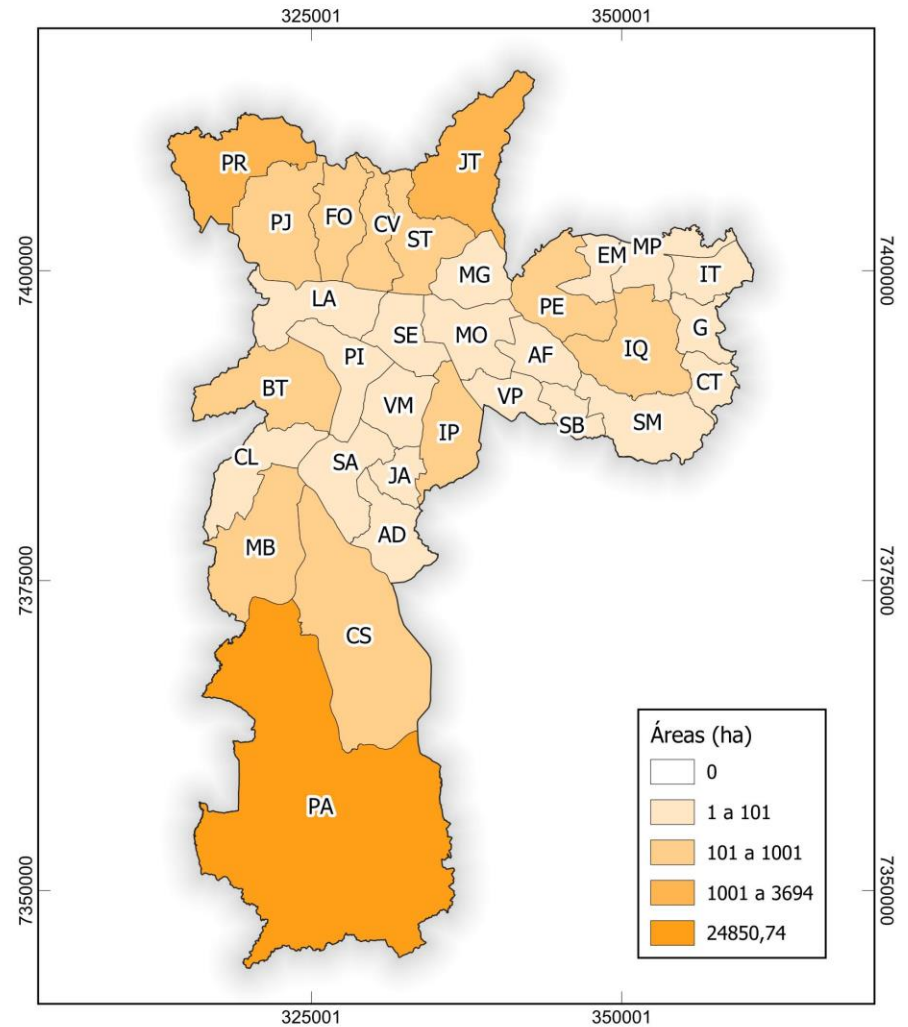 325001 350001
JT
PR
PJ FO CV ST
7400000 7400000
EM MP
MG IT
PE
LA G
SE MO IQ
PI AF
CT
BT VP
VM SB SM
IP
CL SA JA
AD
MB
7375000 7375000
CS
Áreas (ha)
0
1 a 101
101 a 1001
1001 a 3694
24850,74
PA
7350000 7350000
325001 350001